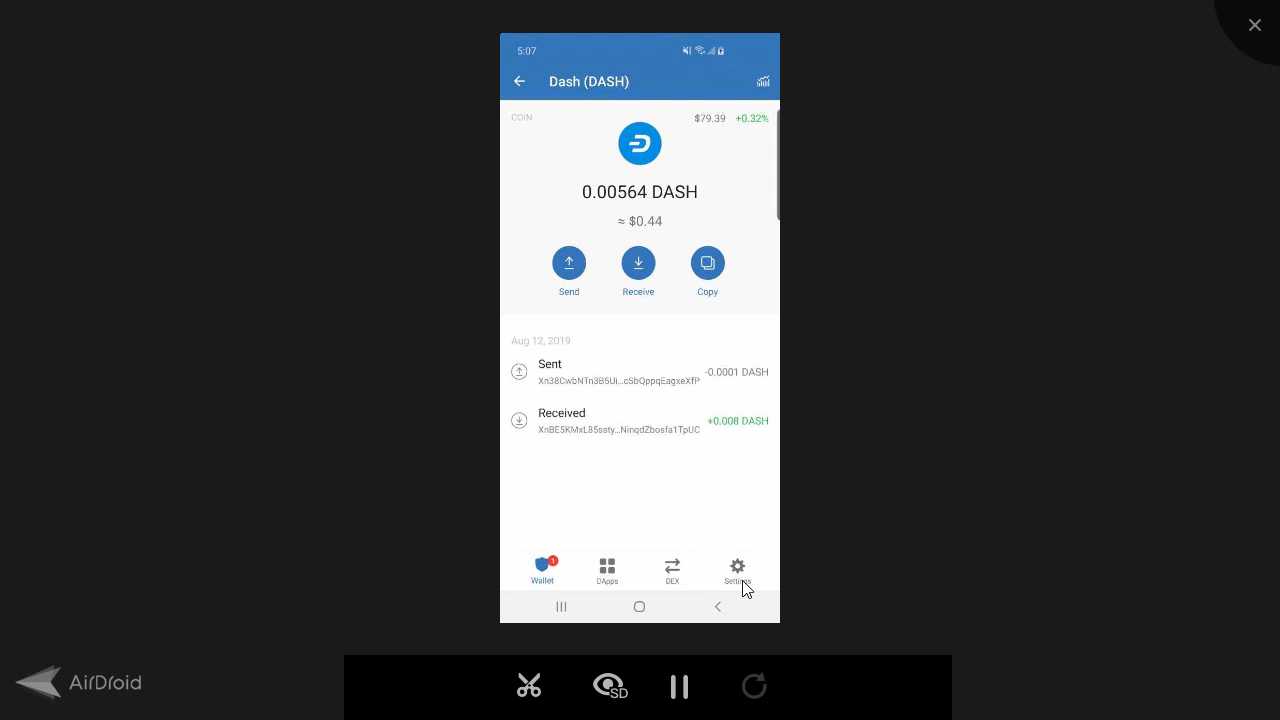 5:07
Dash (DASH)
COIN
$79.39 +0.32%
0.00564 DASH
≈ $0.44
Send Receive Copy
Aug 12, 2019
Sent
Xn38CwbNTn3B5Ui...cSbQppqEagxeXfP
-0.0001 DASH
Received
XnBE5KMxL85ssty...NinqdZbosfa1TpUC
+0.008 DASH
1
Wallet DApps DEX Settings
SD
AirDroid